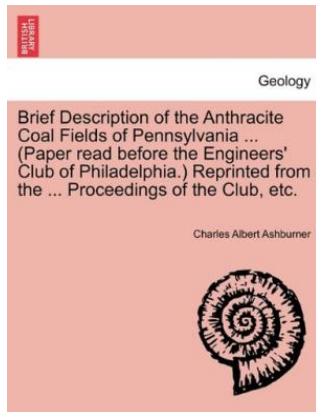 BRITISH
LIBRARY
Geology
Brief Description of the Anthracite
Coal Fields of Pennsylvania ...
(Paper read before the Engineers'
Club of Philadelphia.) Reprinted from
the ... Proceedings of the Club, etc.
Charles Albert Ashburner